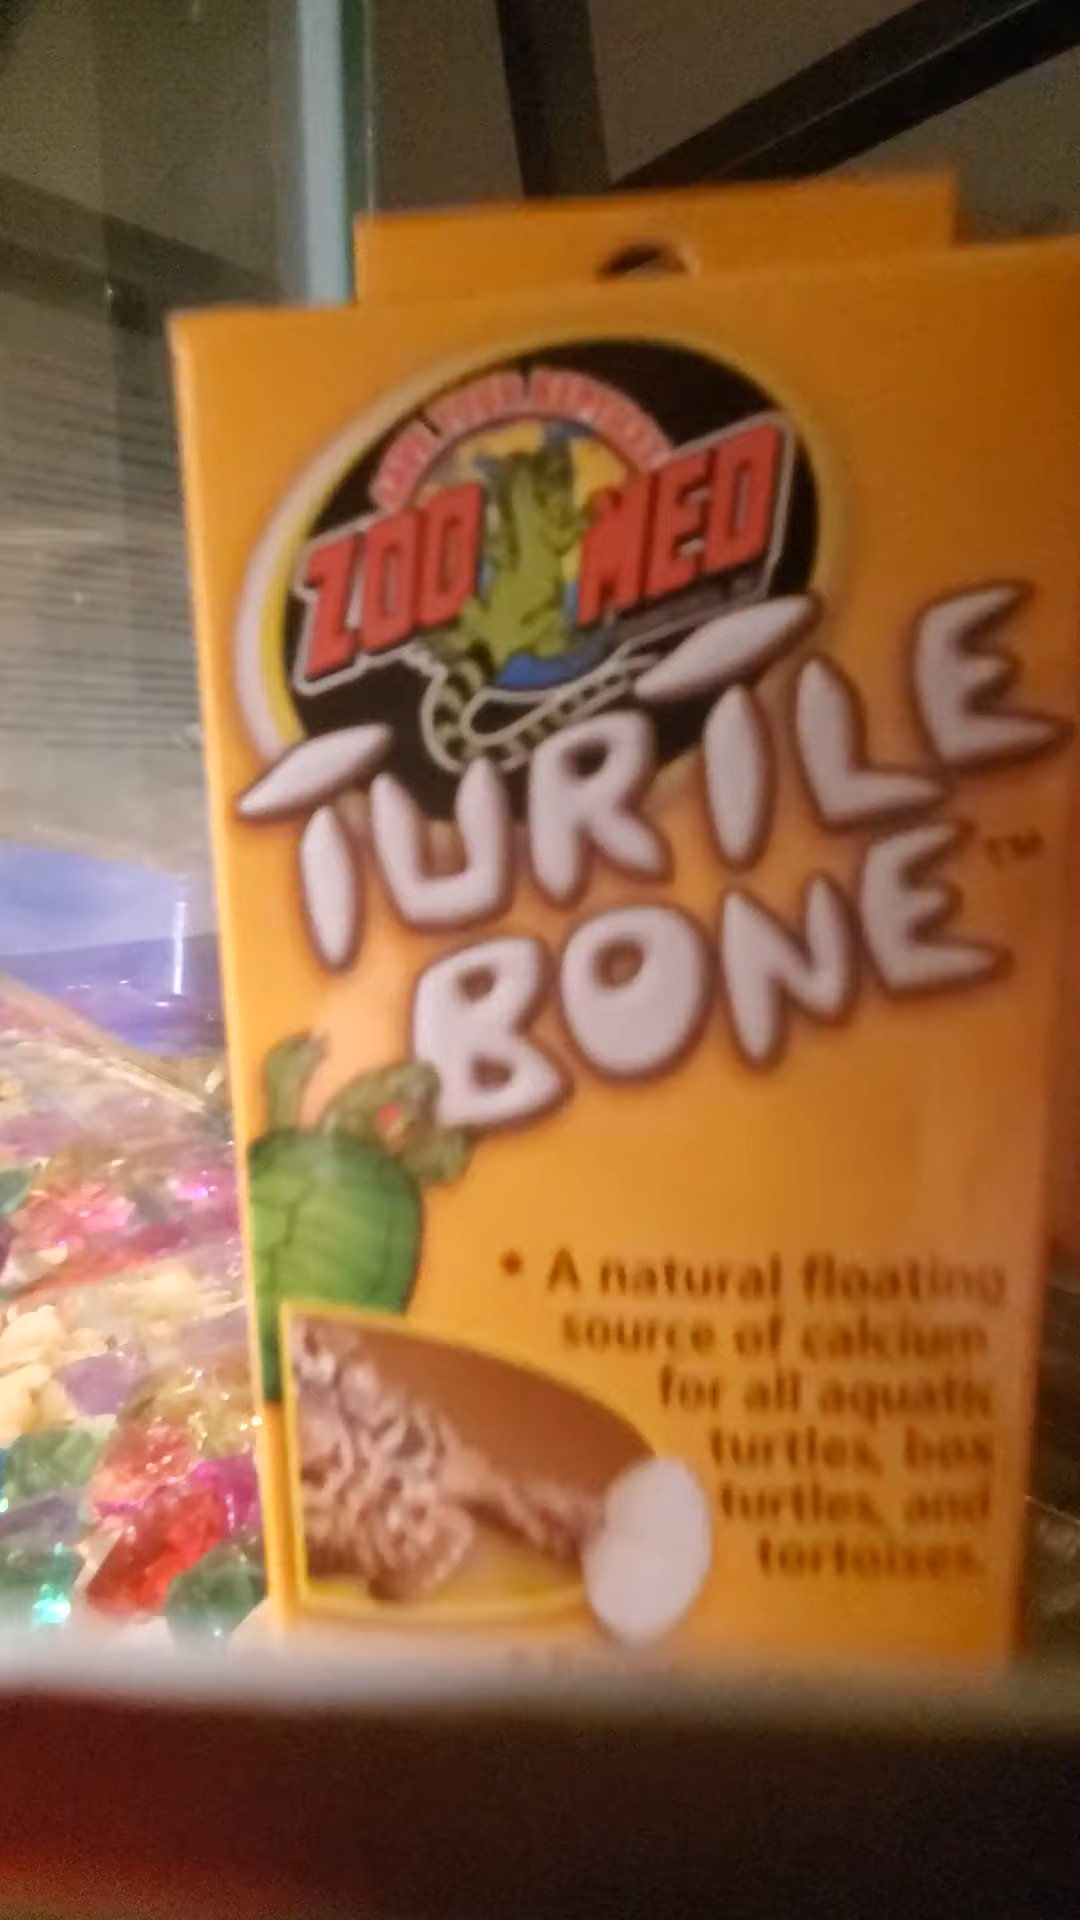 ZOO MED
TURTLE
BONE™
• A natural floating
source of calcium
for all aquatic
turtles, box
turtles, and
tortoises.